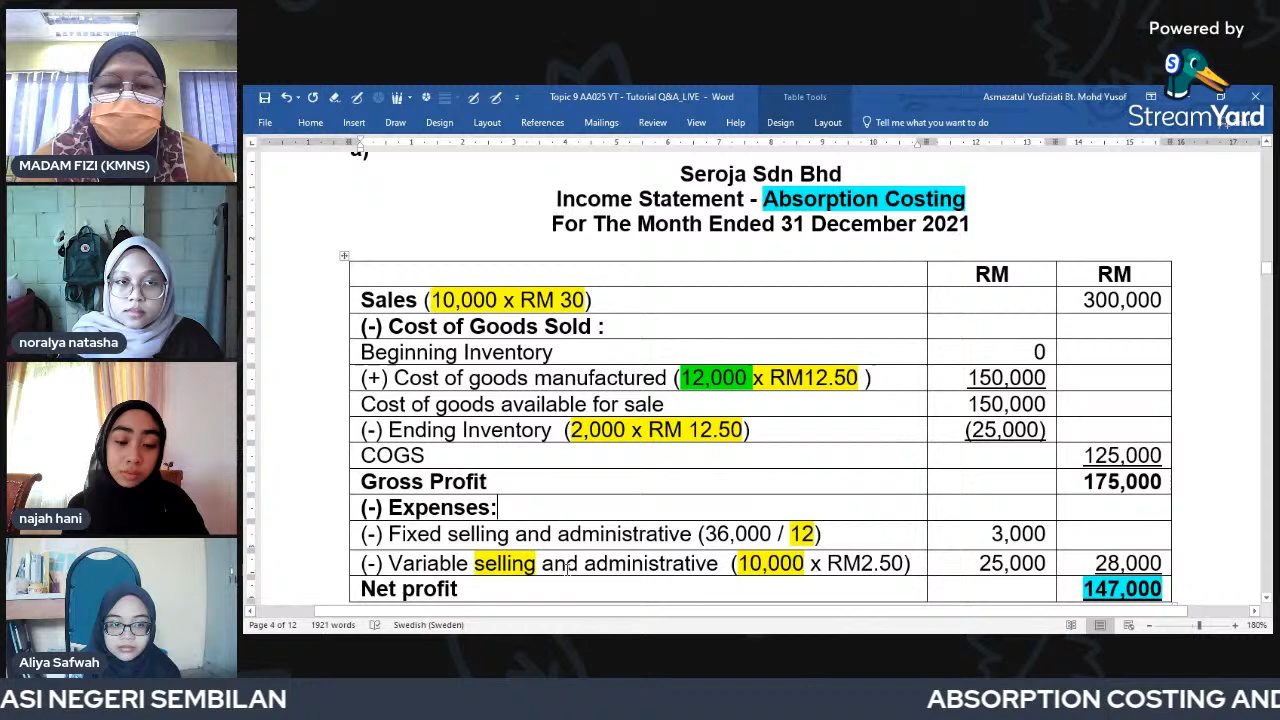 Powered by
StreamYard
MADAM FIZI (KMNS)
noralya natasha
najah hani
Aliya Safwah
Topic 9 AA025 YT - Tutorial Q&A_LIVE - Word
Table Tools
Asmazatul Yusfiziati Bt. Mohd Yusof
File Home Insert Draw Design Layout References Mailings Review View Help Design Layout Tell me what you want to do
a)
Seroja Sdn Bhd
Income Statement - Absorption Costing
For The Month Ended 31 December 2021
RM RM
Sales (10,000 x RM 30) 300,000
(-) Cost of Goods Sold :
Beginning Inventory 0
(+) Cost of goods manufactured (12,000 x RM12.50 ) 150,000
Cost of goods available for sale 150,000
(-) Ending Inventory (2,000 x RM 12.50) (25,000)
COGS 125,000
Gross Profit 175,000
(-) Expenses:
(-) Fixed selling and administrative (36,000 / 12) 3,000
(-) Variable selling and administrative (10,000 x RM2.50) 25,000 28,000
Net profit 147,000
Page 4 of 12 1921 words Swedish (Sweden) 180%
ASI NEGERI SEMBILAN ABSORPTION COSTING AND